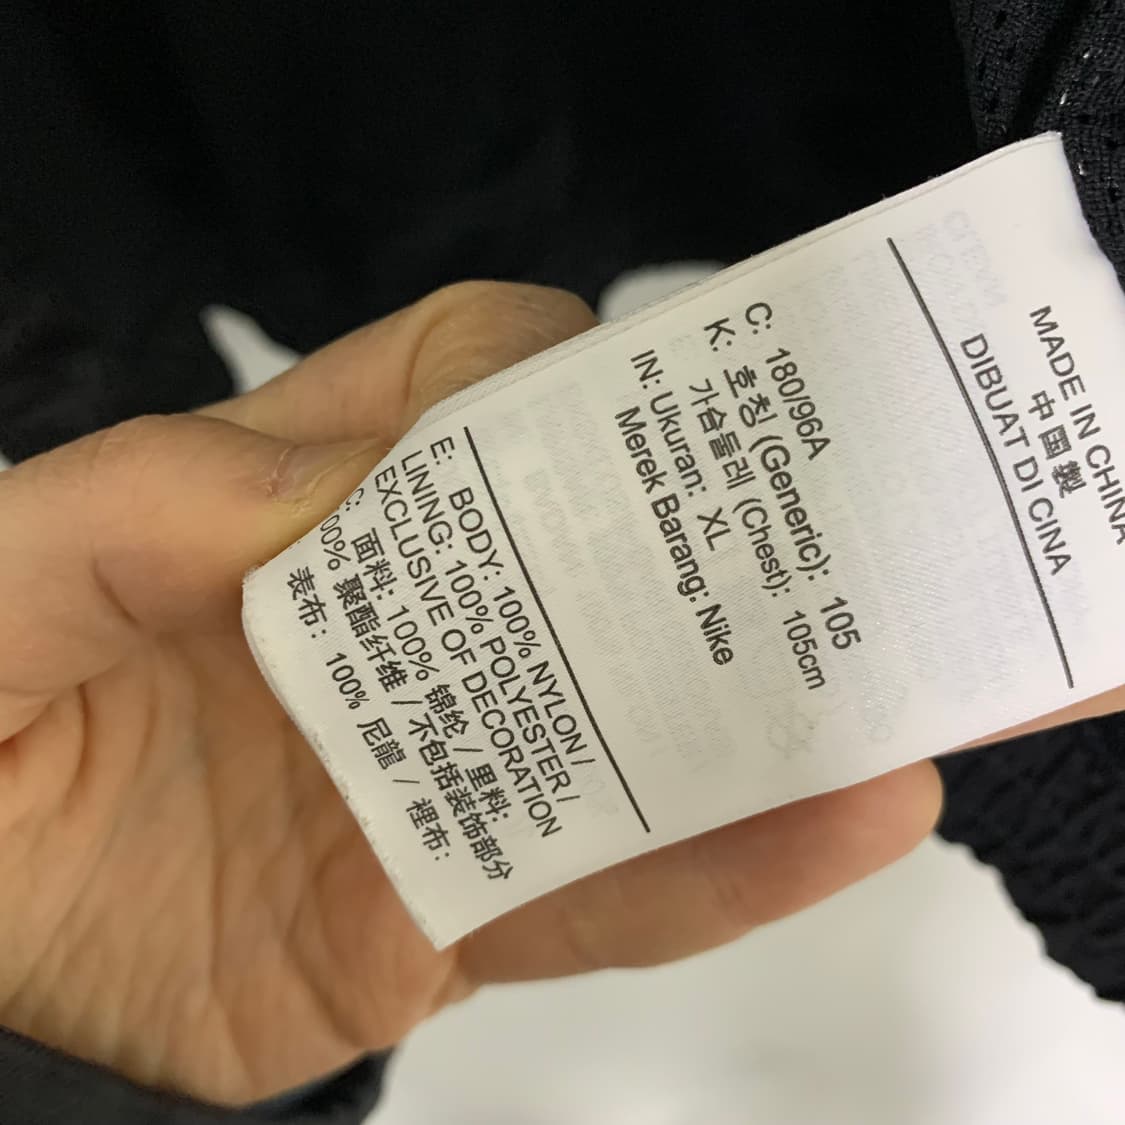 MADE IN CHINA
中国製
DIBUAT DI CINA
C: 180/96A
K: 호칭 (Generic): 105
가슴둘레 (Chest): 105cm
IN: Ukuran: XL
Merek Barang: Nike
E: BODY: 100% NYLON /
LINING: 100% POLYESTER /
EXCLUSIVE OF DECORATION
C: 面料: 100% 锦纶 / 里料:
100% 聚酯纤维 / 不包括装饰部分
表布: 100% 尼龍 / 裡布: